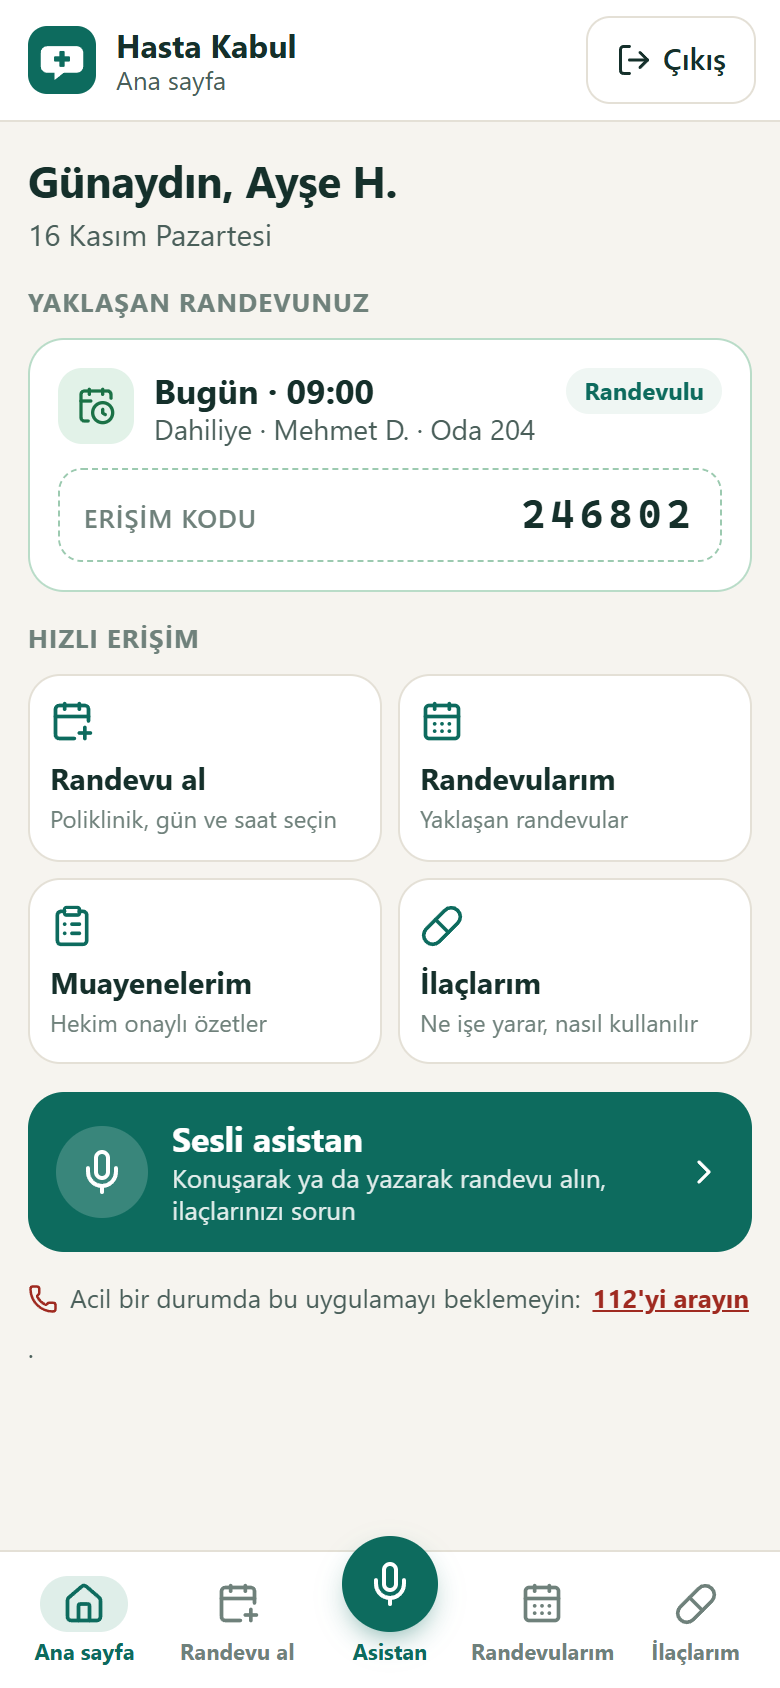 Hasta Kabul
Ana sayfa
Çıkış
Günaydın, Ayşe H.
16 Kasım Pazartesi
YAKLAŞAN RANDEVUNUZ
Bugün · 09:00
Randevulu
Dahiliye · Mehmet D. · Oda 204
ERİŞİM KODU
246802
HIZLI ERİŞİM
Randevu al
Poliklinik, gün ve saat seçin
Randevularım
Yaklaşan randevular
Muayenelerim
Hekim onaylı özetler
İlaçlarım
Ne işe yarar, nasıl kullanılır
Sesli asistan
Konuşarak ya da yazarak randevu alın,
ilaçlarınızı sorun
Acil bir durumda bu uygulamayı beklemeyin: 112'yi arayın
.
Ana sayfa
Randevu al
Asistan
Randevularım
İlaçlarım